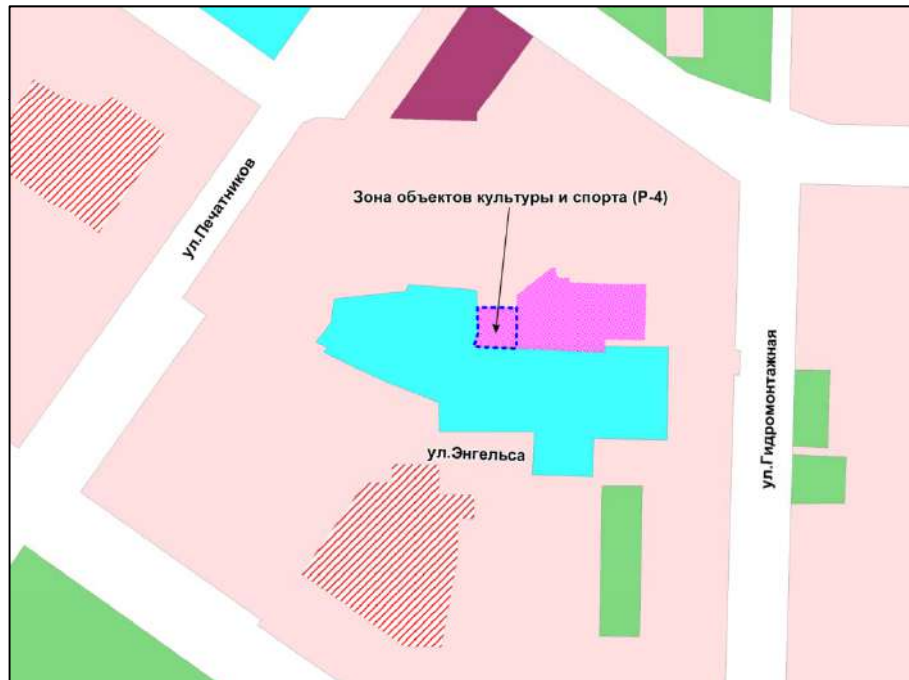 ул.Печатников
Зона объектов культуры и спорта (Р-4)
ул.Энгельса
ул.Гидромонтажная